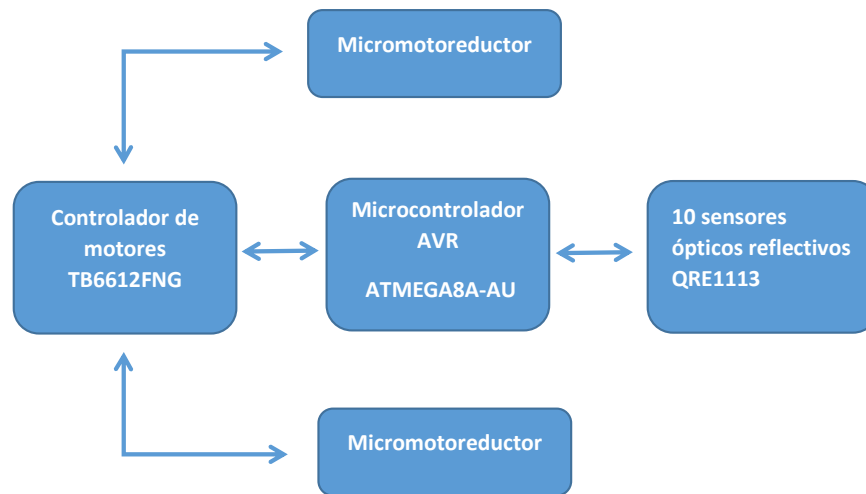 Micromotoreductor
Controlador de
motores
TB6612FNG
Microcontrolador
AVR
ATMEGA8A-AU
10 sensores
ópticos reflectivos
QRE1113
Micromotoreductor